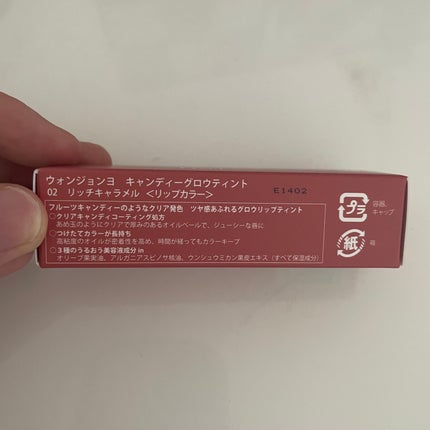 ウォンジョンヨ キャンディーグロウティント
02 リッチキャラメル <リップカラー>
E1402
フルーツキャンディーのようなクリア発色 ツヤ感あふれるグロウリップティント
○クリアキャンディコーティング処方
あめ玉のようにクリアで厚みのあるオイルベールで、ジューシーな唇に
○つけたてカラーが長持ち
高粘度のオイルが密着性を高め、時間が経ってもカラーキープ
○3種のうるおう美容液成分 in
オリーブ果実油、アルガニアスピノサ核油、ウンシュウミカン果皮エキス(すべて保湿成分)
プラ
容器、
キャップ
紙
箱